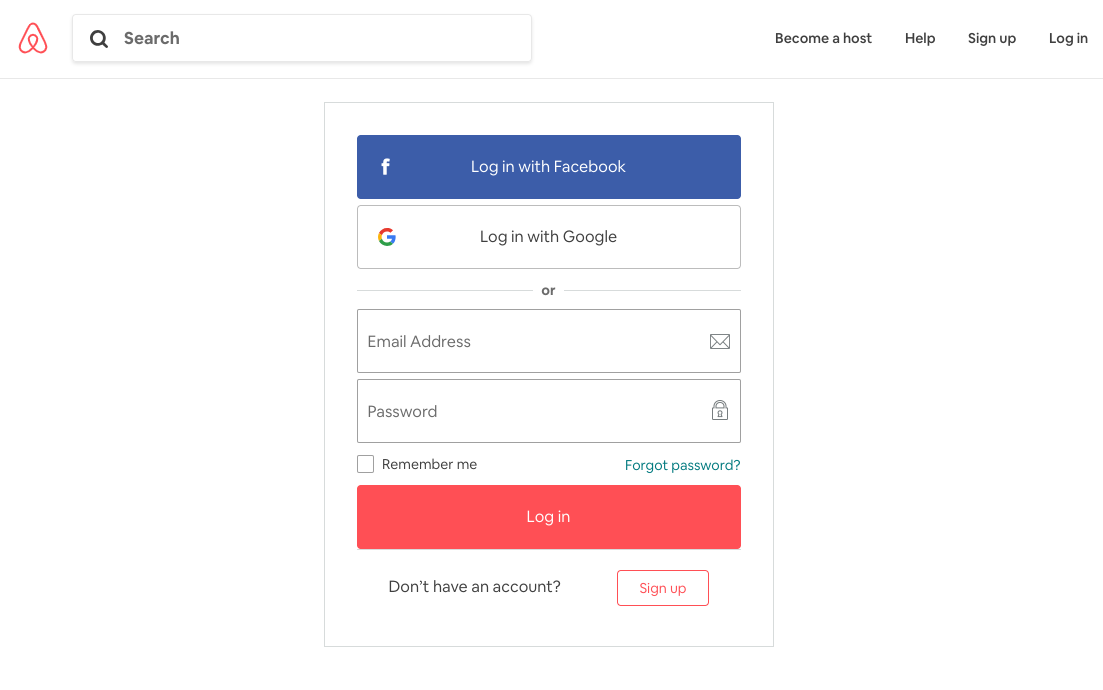 Search
Become a host Help Sign up Log in
f Log in with Facebook
G Log in with Google
or
Email Address
Password
Remember me Forgot password?
Log in
Don’t have an account? Sign up